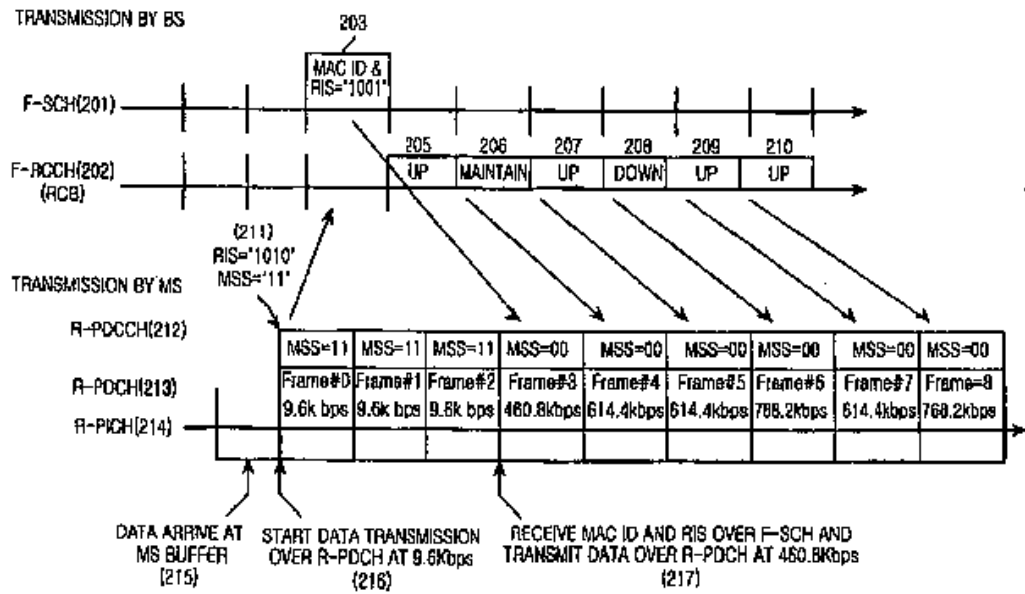 TRANSMISSION BY BS
203
MAC ID &
RIS="1001"
F-SCH(201)
205 206 207 208 209 210
F-RCCH(202)
(RCB)
UP MAINTAIN UP DOWN UP UP
(211)
RIS="1010"
MSS="11"
TRANSMISSION BY MS
R-PDCCH(212)
MSS=11 MSS=11 MSS=11 MSS=00 MSS=00 MSS=00 MSS=00 MSS=00 MSS=00
R-PDCH(213)
Frame#0 Frame#1 Frame#2 Frame#3 Frame#4 Frame#5 Frame#6 Frame#7 Frame=8
9.6k bps 9.6k bps 9.6k bps 460.8kbps 614.4kbps 614.4kbps 768.2kbps 614.4kbps 768.2kbps
R-PICH(214)
DATA ARRIVE AT
MS BUFFER
(215)
START DATA TRANSMISSION
OVER R-PDCH AT 9.6Kbps
(216)
RECEIVE MAC ID AND RIS OVER F-SCH AND
TRANSMIT DATA OVER R-PDCH AT 460.8Kbps
(217)